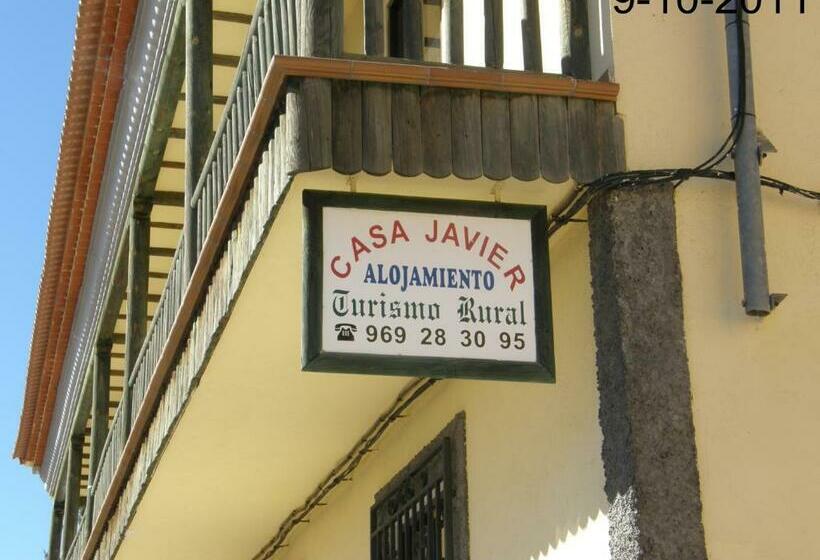 9-10-2011
CASA JAVIER
ALOJAMIENTO
Turismo Rural
☎ 969 28 30 95